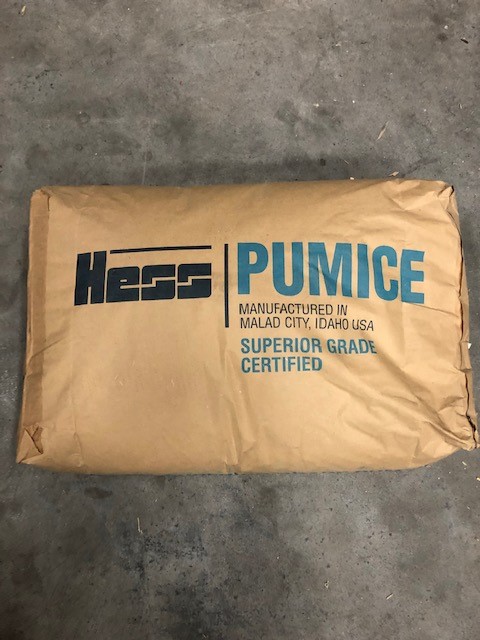 Hess
PUMICE
MANUFACTURED IN
MALAD CITY, IDAHO USA
SUPERIOR GRADE
CERTIFIED